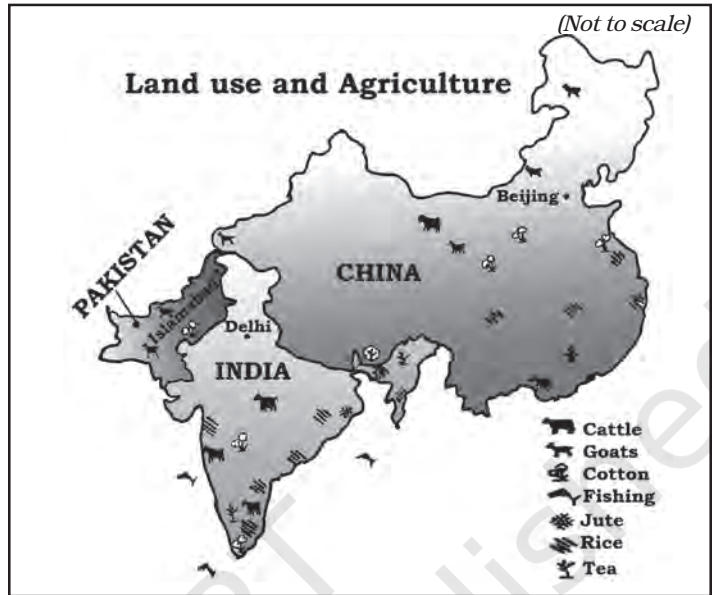 (Not to scale)
Land use and Agriculture
Beijing
PAKISTAN
Islamabad
CHINA
Delhi
INDIA
Cattle
Goats
Cotton
Fishing
Jute
Rice
Tea